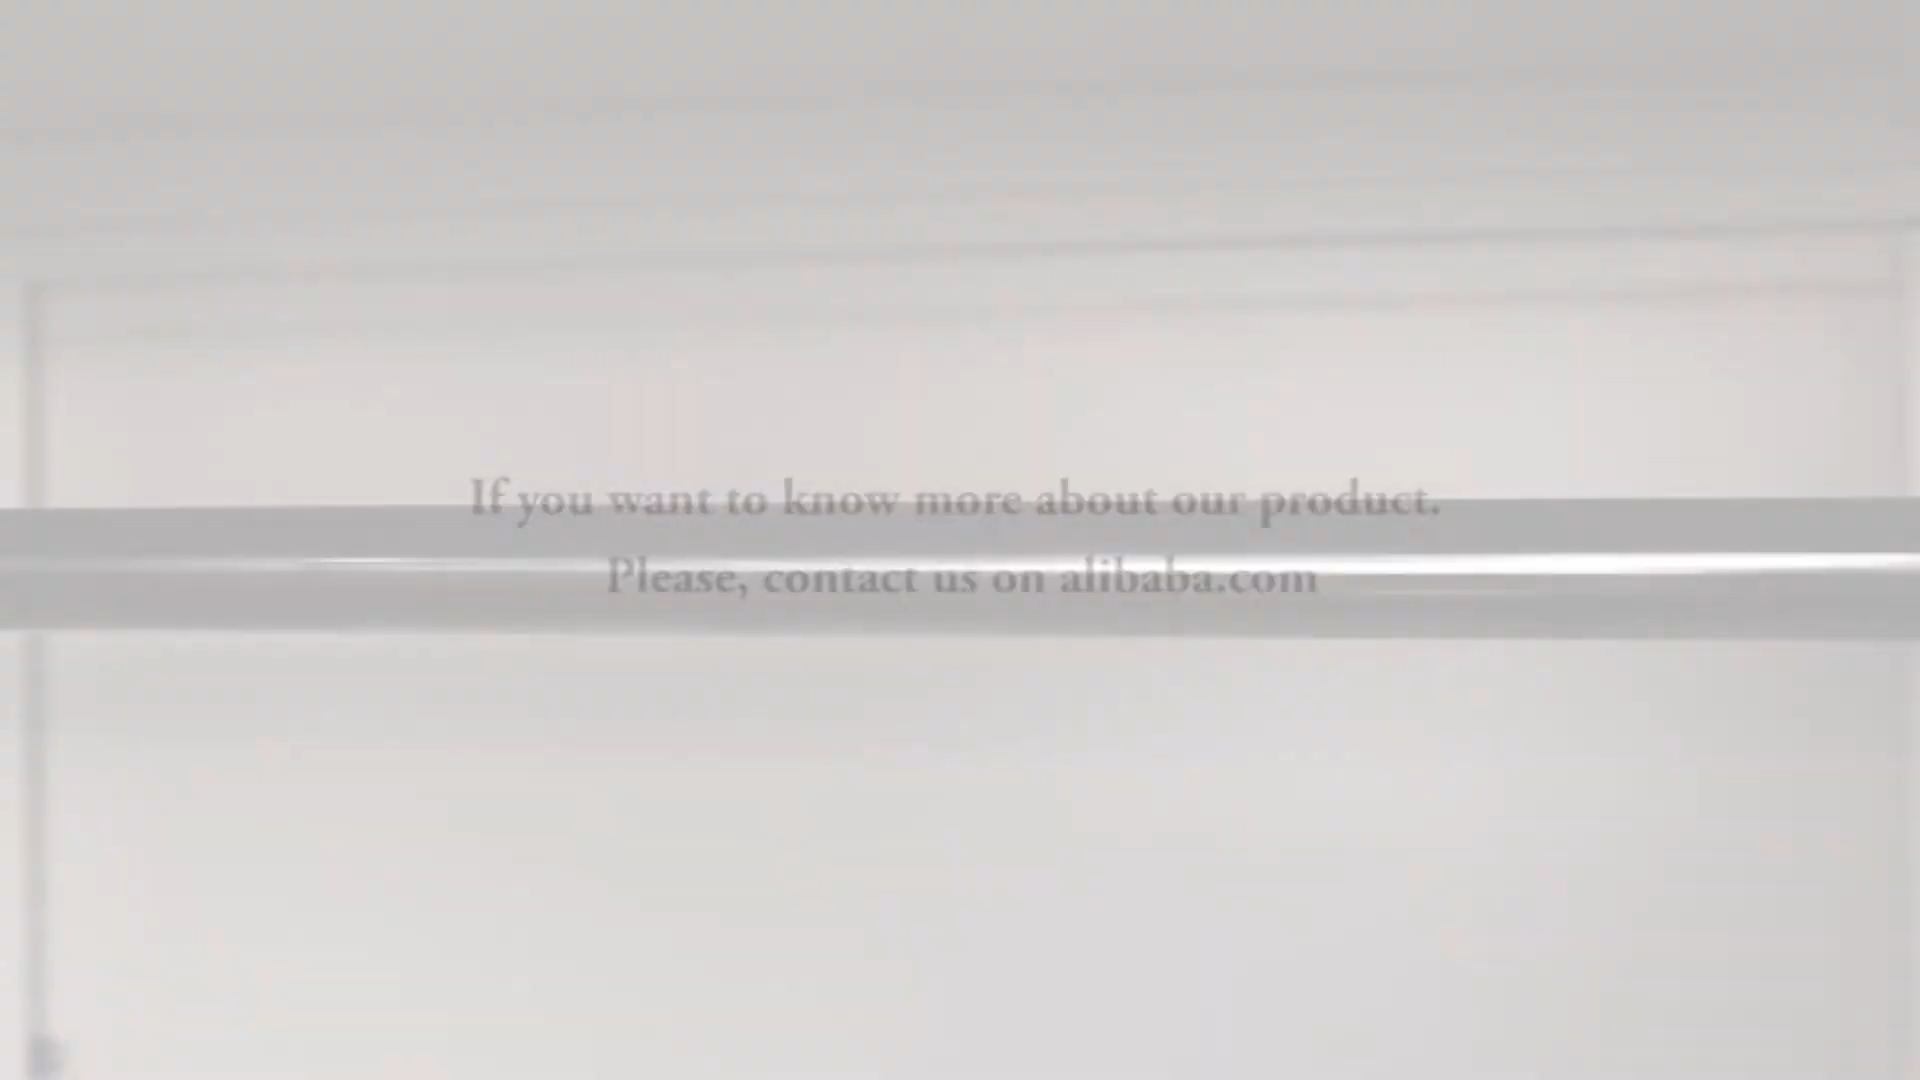 If you want to know more about our product.
Please, contact us on alibaba.com